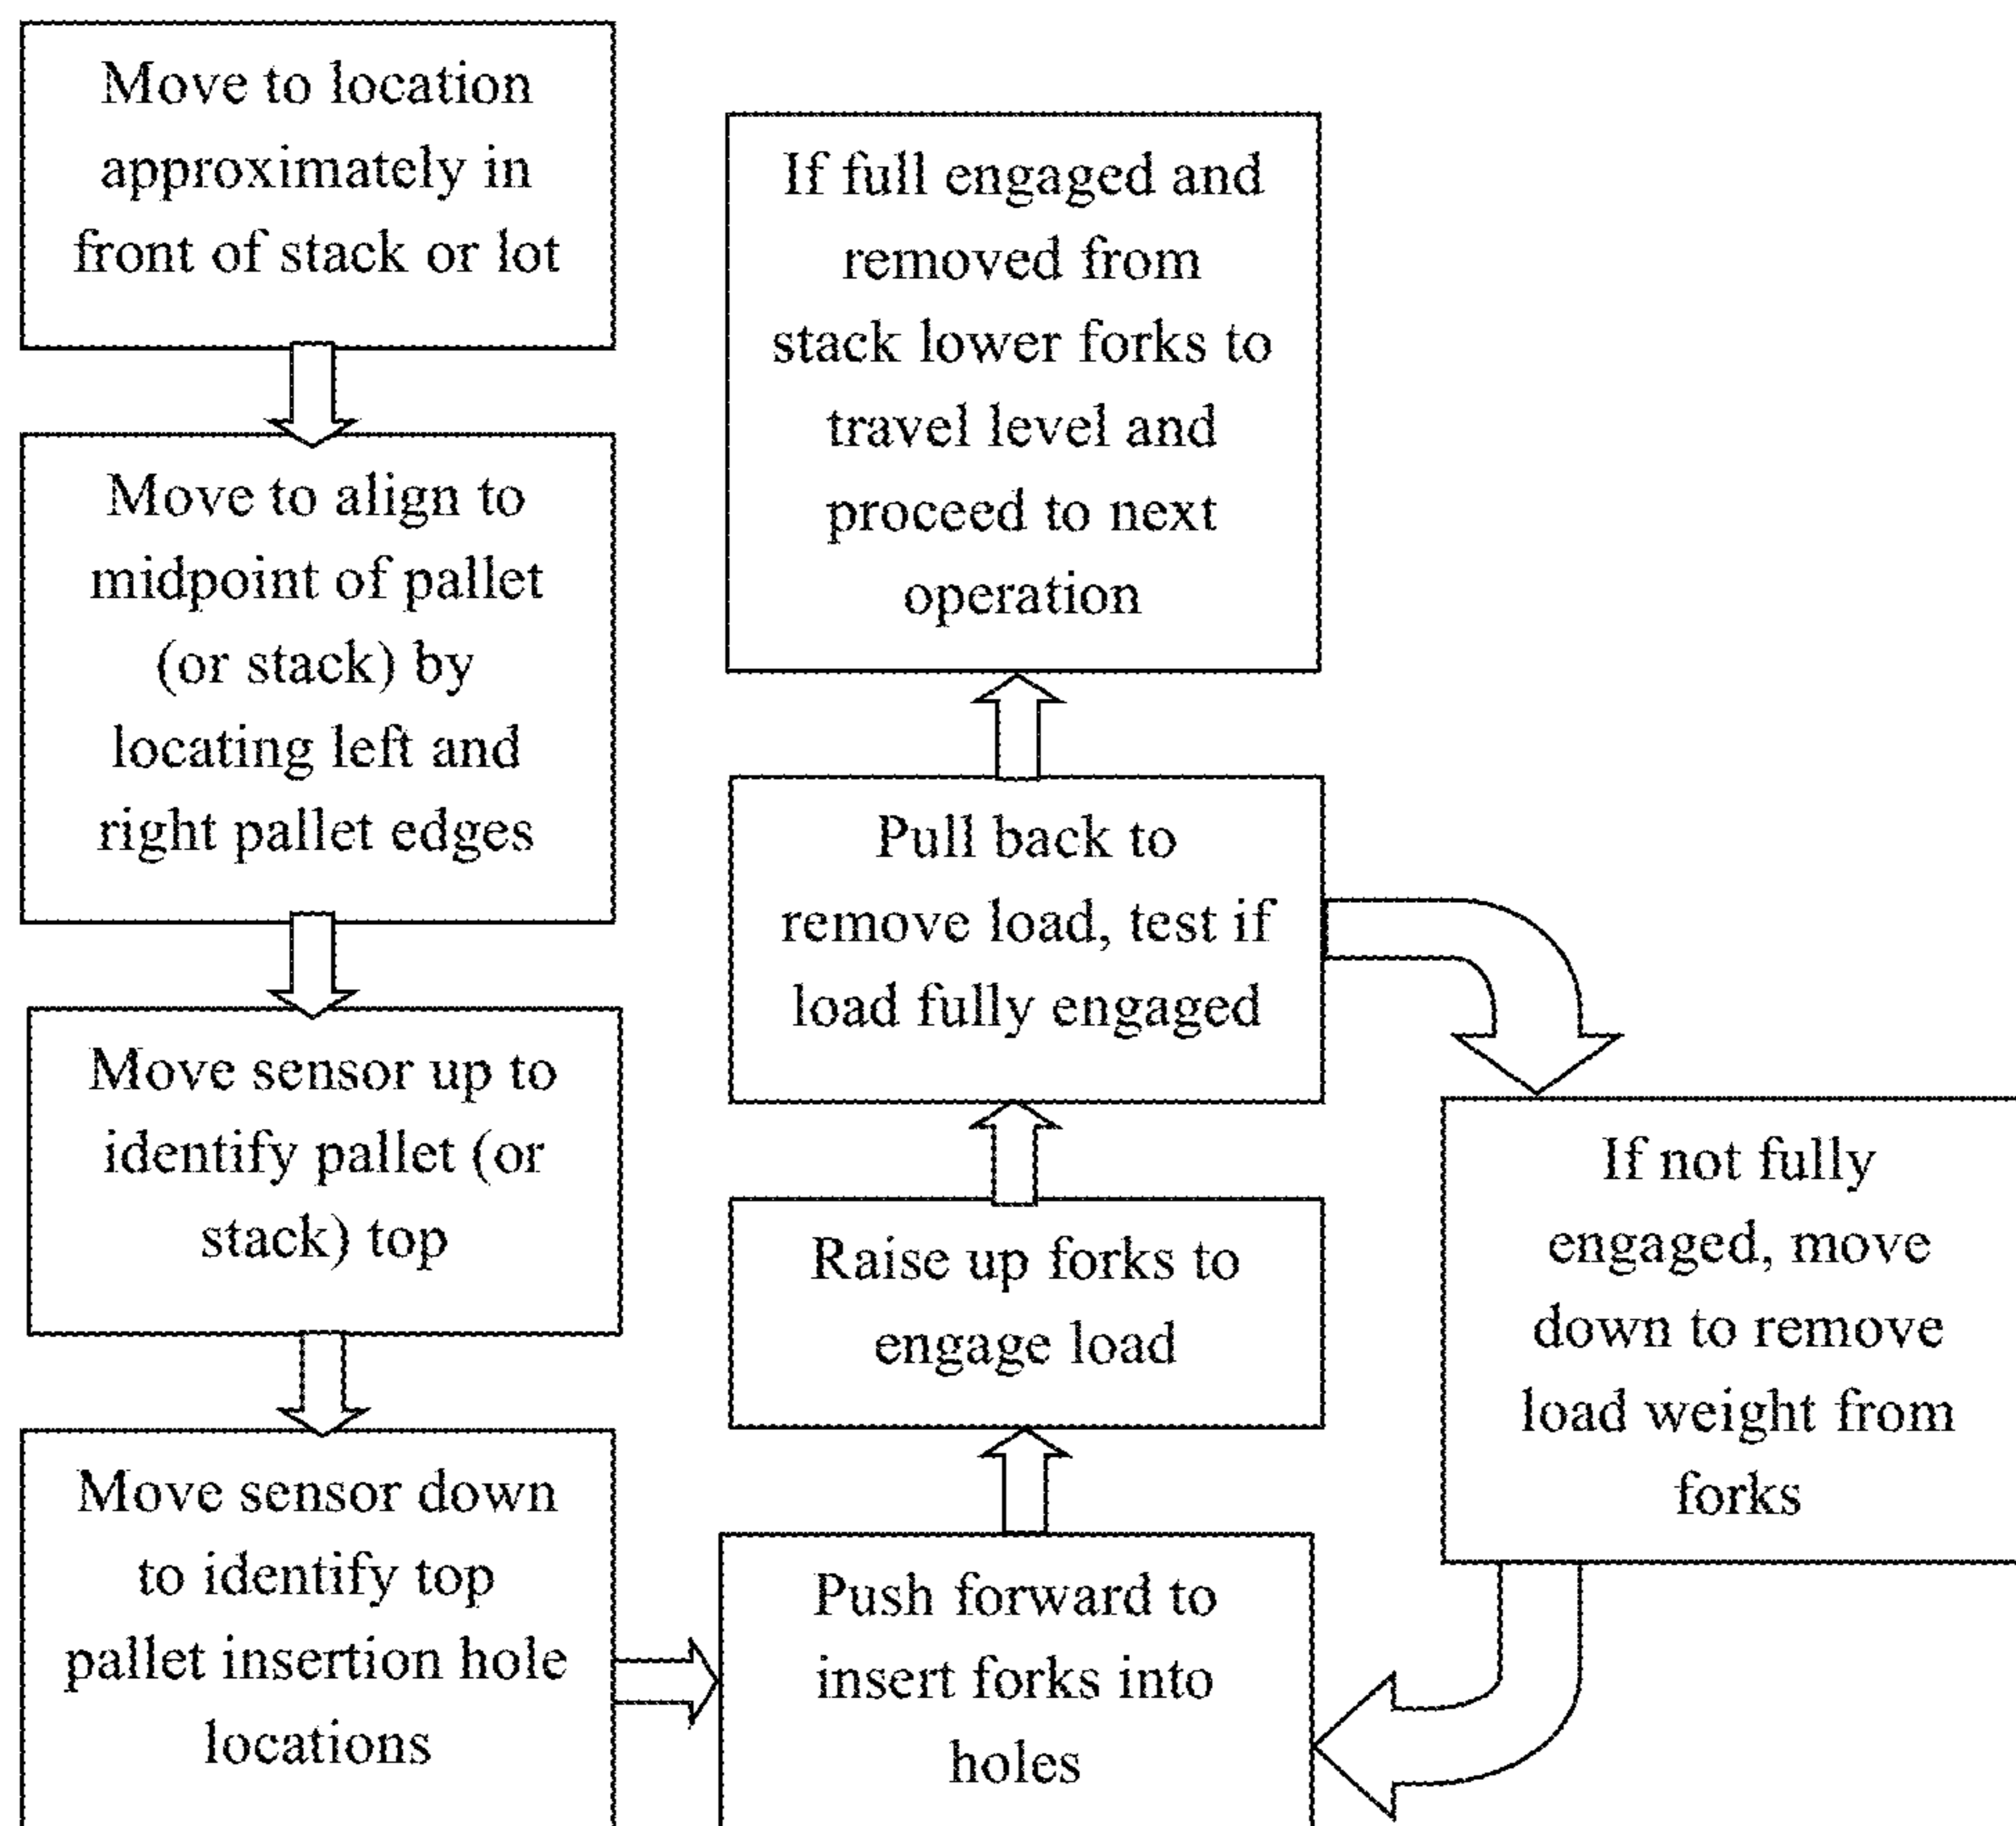 Move to location
approximately in
front of stack or lot
Move to align to
midpoint of pallet
(or stack) by
locating left and
right pallet edges
Move sensor up to
identify pallet (or
stack) top
Move sensor down
to identify top
pallet insertion hole
locations
Push forward to
insert forks into
holes
Raise up forks to
engage load
Pull back to
remove load, test if
load fully engaged
If not fully
engaged, move
down to remove
load weight from
forks
If full engaged and
removed from
stack lower forks to
travel level and
proceed to next
operation